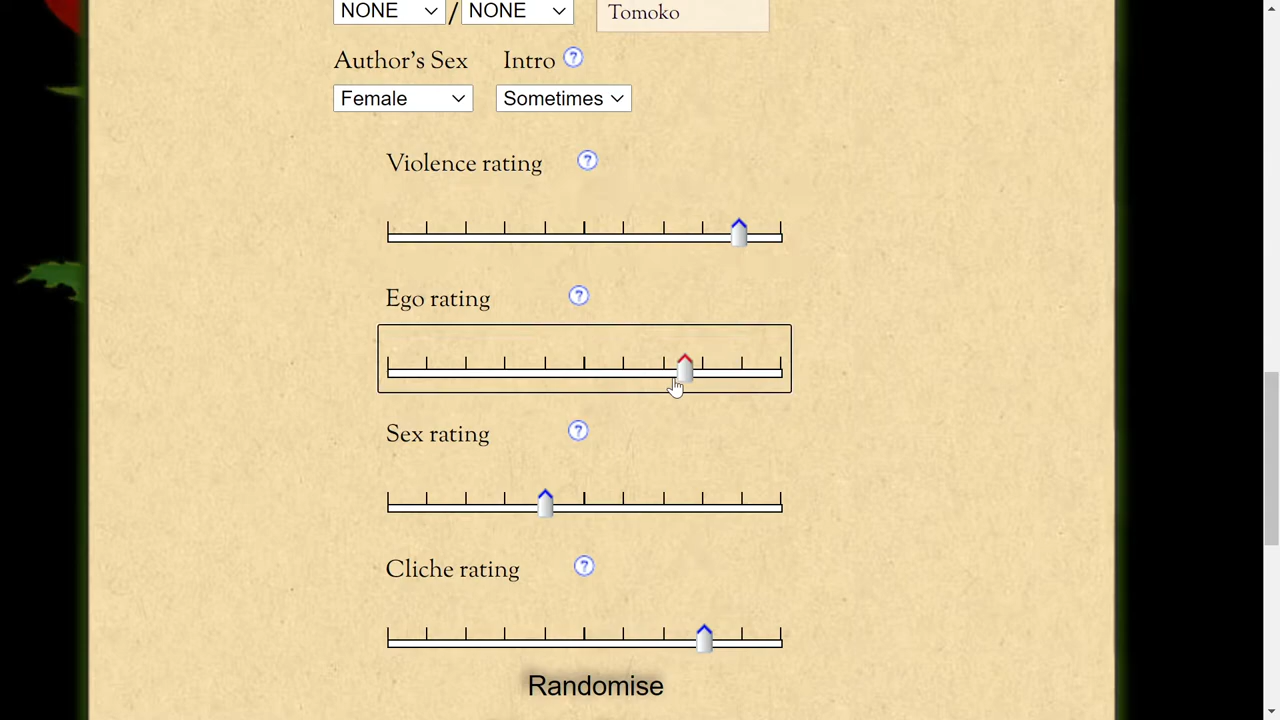 NONE / NONE Tomoko
Author's Sex Intro ?
Female Sometimes
Violence rating ?
Ego rating ?
Sex rating ?
Cliche rating ?
Randomise